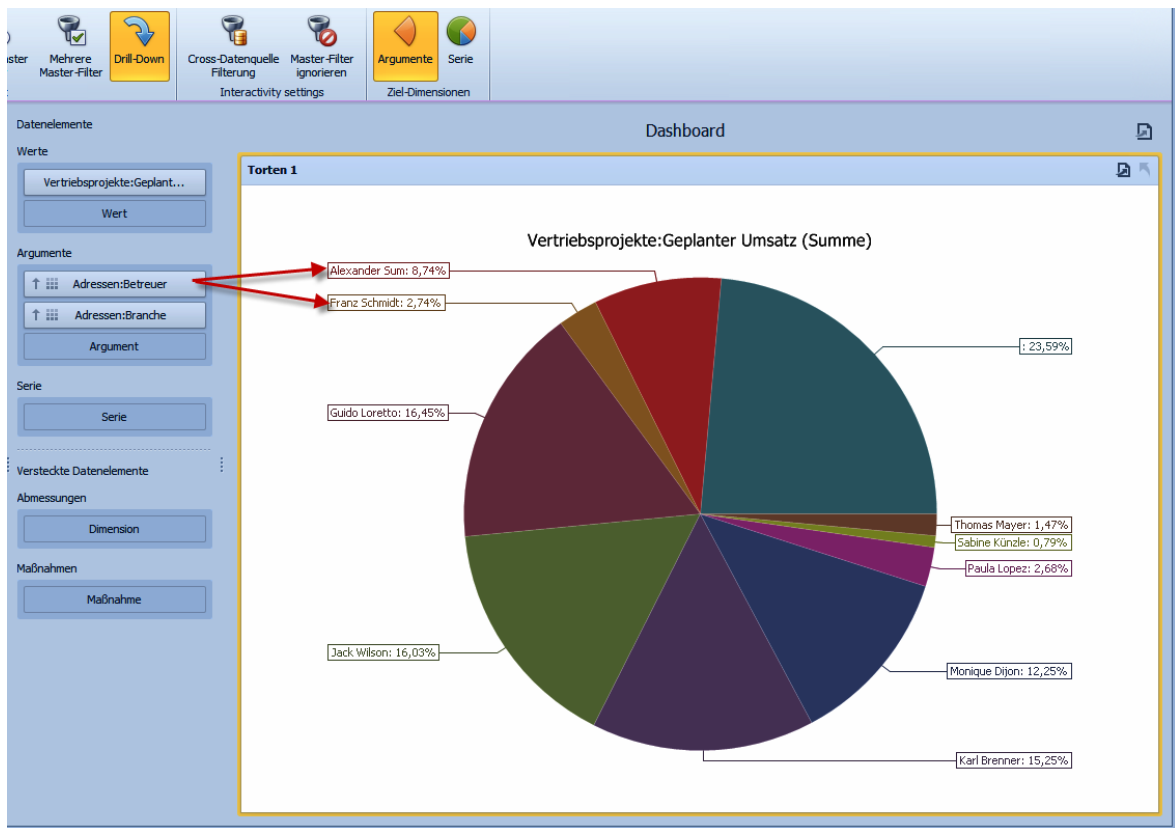 Mehrere
Master-Filter
Drill-Down
Cross-Datenquelle
Filterung
Master-Filter
ignorieren
Argumente
Serie
Interactivity settings
Ziel-Dimensionen
Datenelemente
Werte
Vertriebsprojekte:Geplant...
Wert
Argumente
Adressen:Betreuer
Adressen:Branche
Argument
Serie
Serie
Versteckte Datenelemente
Abmessungen
Dimension
Maßnahmen
Maßnahme
Dashboard
Torten 1
Vertriebsprojekte:Geplanter Umsatz (Summe)
Alexander Sum: 8,74%
Franz Schmidt: 2,74%
: 23,59%
Guido Loretto: 16,45%
Thomas Mayer: 1,47%
Sabine Künzle: 0,79%
Paula Lopez: 2,68%
Jack Wilson: 16,03%
Monique Dijon: 12,25%
Karl Brenner: 15,25%